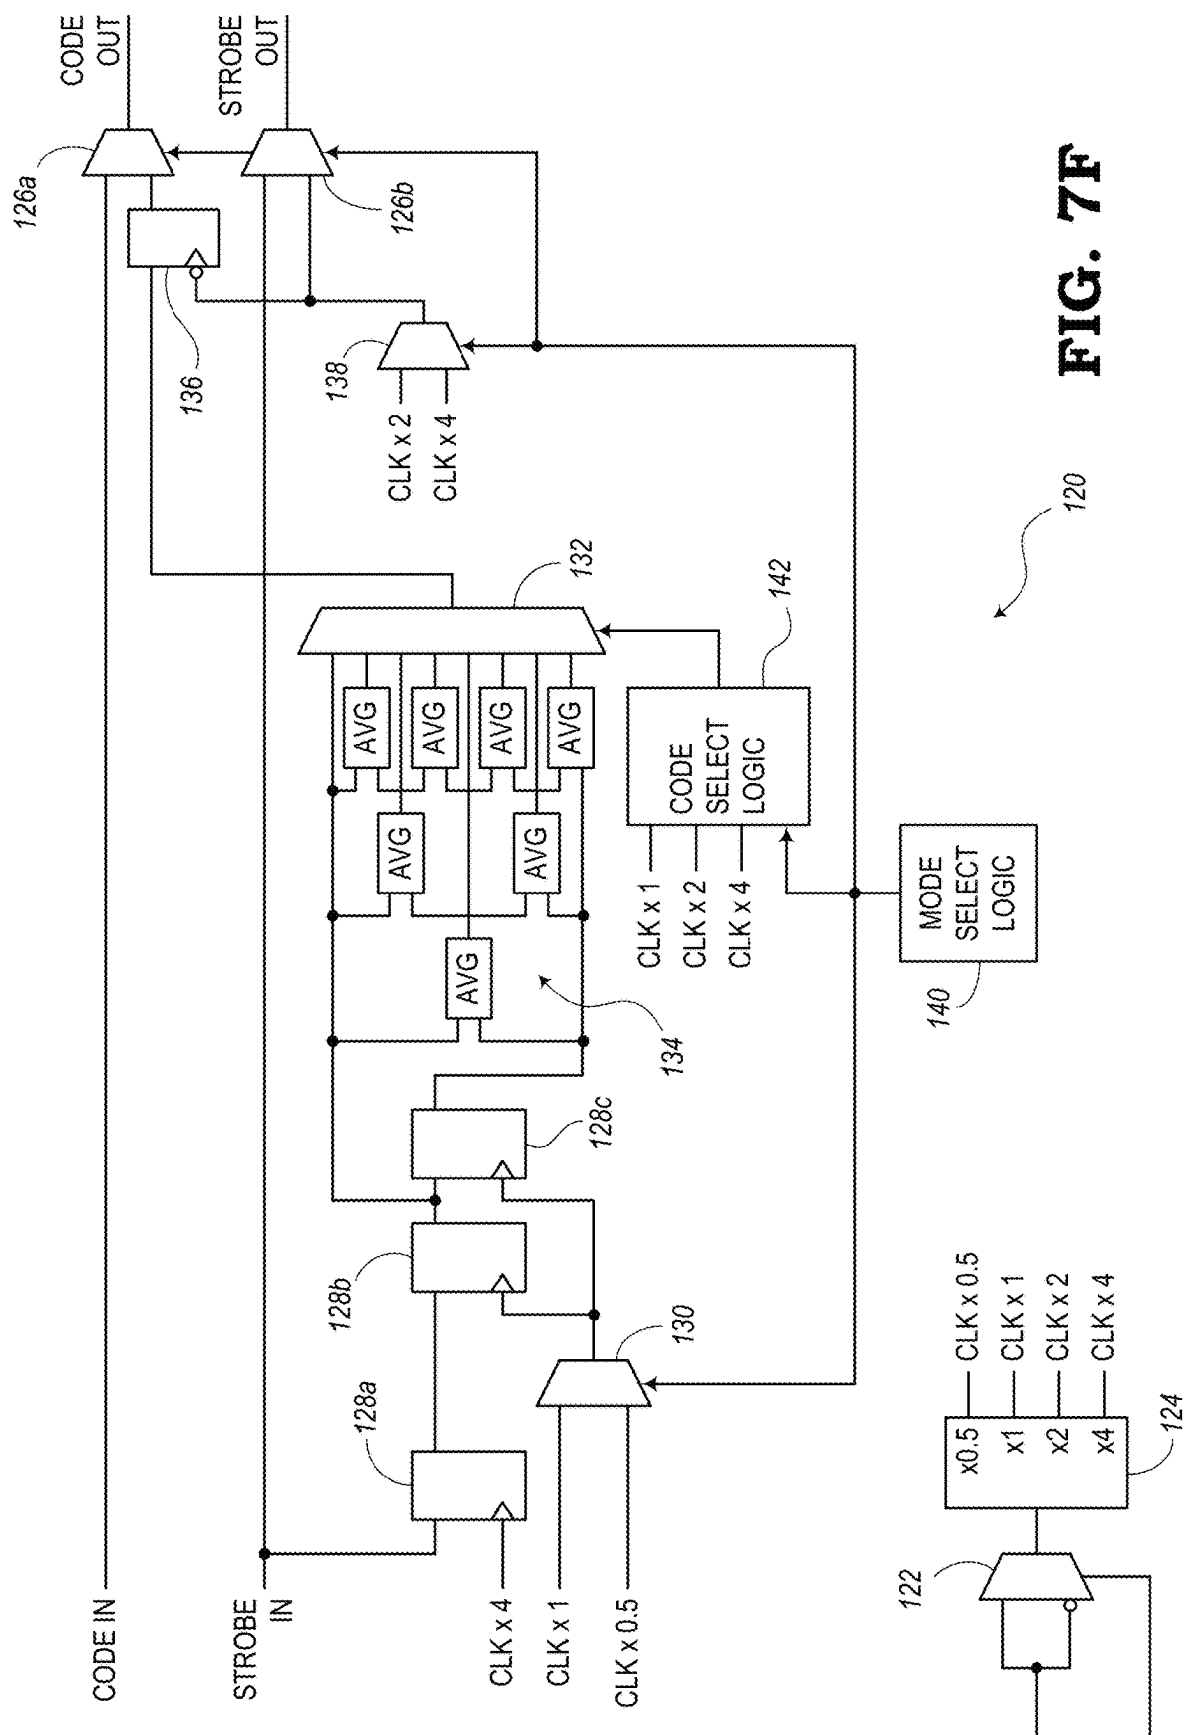 CODE
OUT
STROBE
OUT
126a
126b
136
138
CLK x 2
CLK x 4
132
142
AVG
AVG
AVG
AVG
AVG
AVG
AVG
134
CODE
SELECT
LOGIC
CLK x 1
CLK x 2
CLK x 4
MODE
SELECT
LOGIC
140
128c
128b
128a
130
CODE IN
STROBE
IN
CLK x 4
CLK x 1
CLK x 0.5
122
x0.5
x1
x2
x4
CLK x 0.5
CLK x 1
CLK x 2
CLK x 4
124
120
FIG. 7F